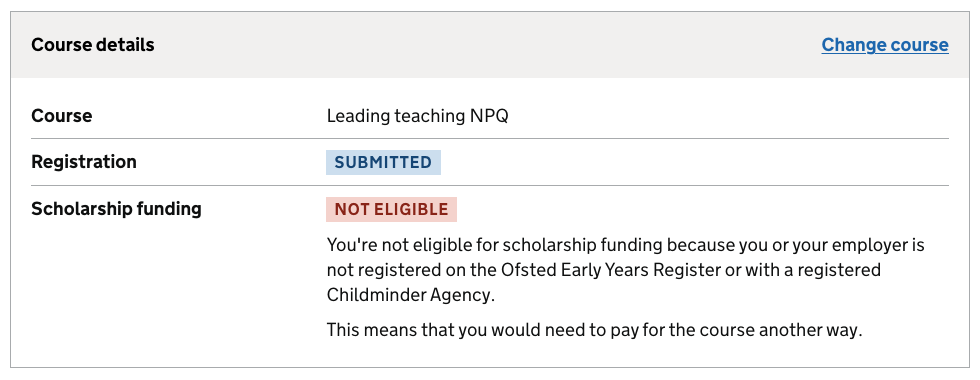 Course details
Change course
Course
Leading teaching NPQ
Registration
SUBMITTED
Scholarship funding
NOT ELIGIBLE
You're not eligible for scholarship funding because you or your employer is
not registered on the Ofsted Early Years Register or with a registered
Childminder Agency.
This means that you would need to pay for the course another way.